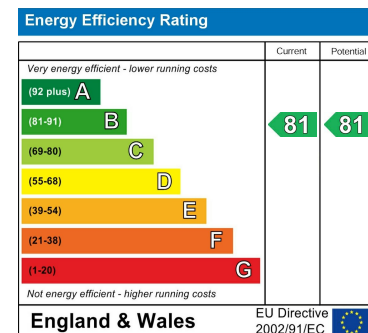 Energy Efficiency Rating
Current Potential
Very energy efficient - lower running costs
(92 plus) A
(81-91) B 81 81
(69-80) C
(55-68) D
(39-54) E
(21-38) F
(1-20) G
Not energy efficient - higher running costs
England & Wales
EU Directive
2002/91/EC